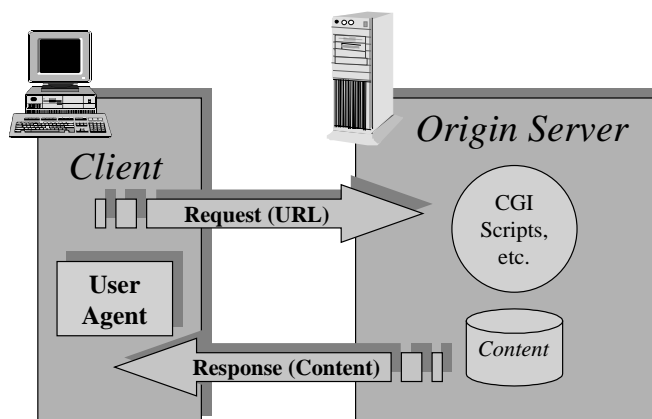 Origin Server
Client
Request (URL)
CGI
Scripts,
etc.
User
Agent
Content
Response (Content)